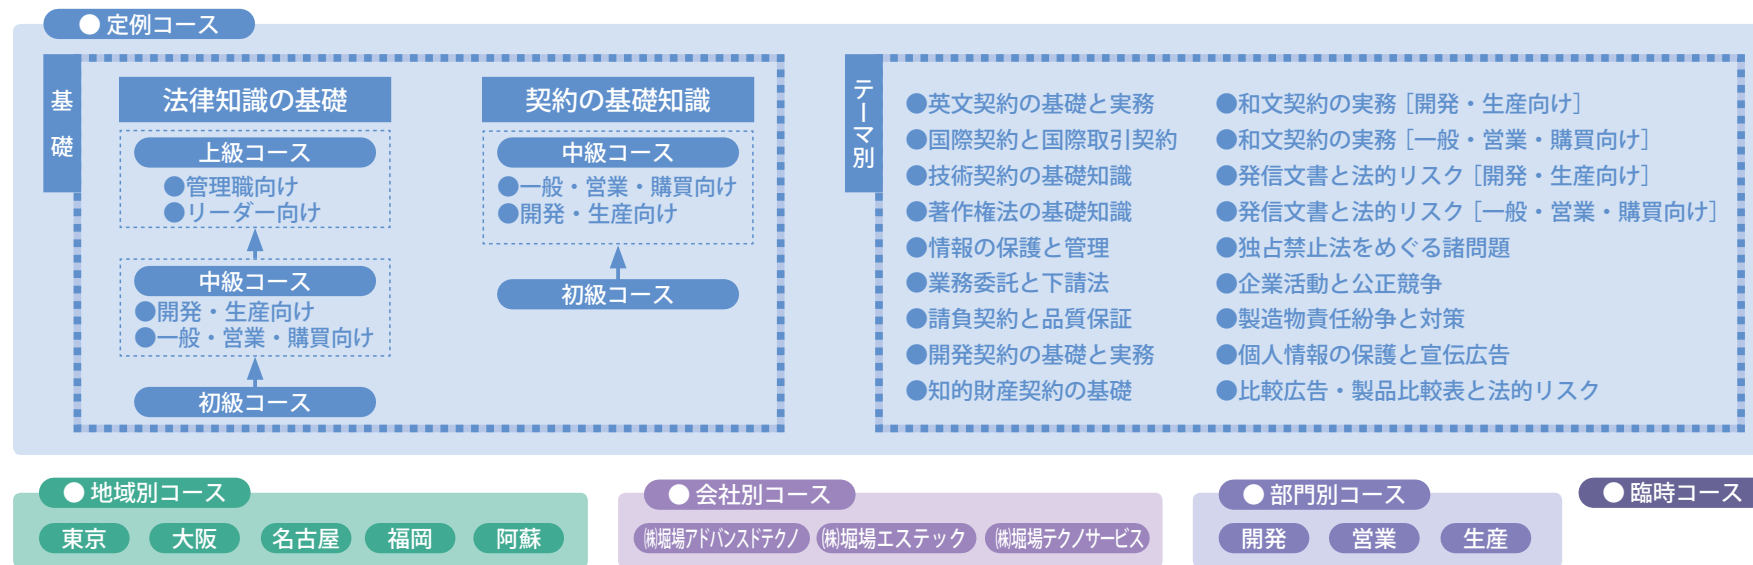 ●定例コース
基礎
法律知識の基礎
上級コース
●管理職向け
●リーダー向け
中級コース
●開発・生産向け
●一般・営業・購買向け
初級コース
契約の基礎知識
中級コース
●一般・営業・購買向け
●開発・生産向け
初級コース
テーマ別
●英文契約の基礎と実務
●国際契約と国際取引契約
●技術契約の基礎知識
●著作権法の基礎知識
●情報の保護と管理
●業務委託と下請法
●請負契約と品質保証
●開発契約の基礎と実務
●知的財産契約の基礎
●和文契約の実務［開発・生産向け］
●和文契約の実務［一般・営業・購買向け］
●発信文書と法的リスク［開発・生産向け］
●発信文書と法的リスク［一般・営業・購買向け］
●独占禁止法をめぐる諸問題
●企業活動と公正競争
●製造物責任紛争と対策
●個人情報の保護と宣伝広告
●比較広告・製品比較表と法的リスク
●地域別コース
東京
大阪
名古屋
福岡
阿蘇
●会社別コース
㈱堀場アドバンスドテクノ
㈱堀場エステック
㈱堀場テクノサービス
●部門別コース
開発
営業
生産
●臨時コース